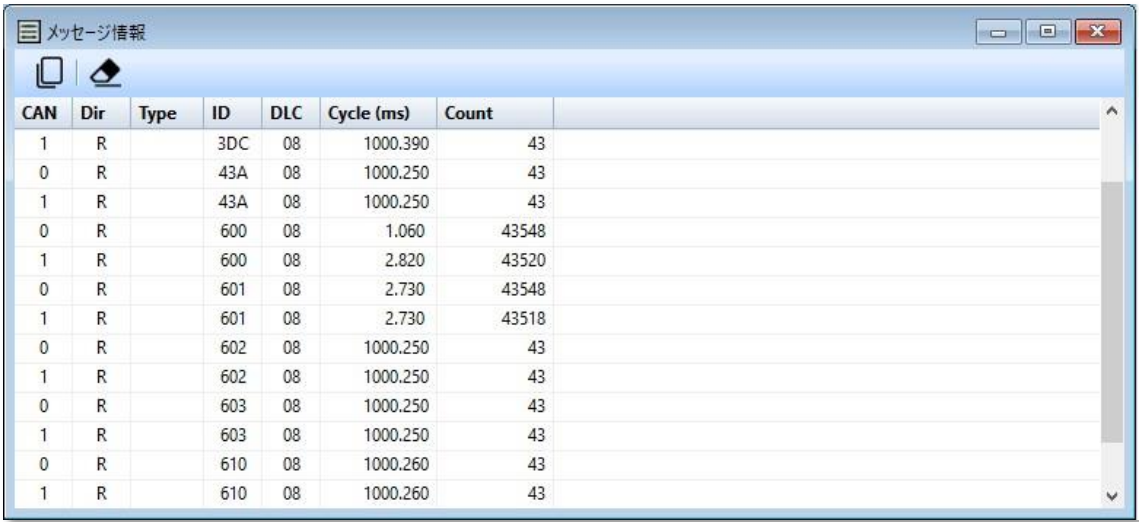 メッセージ情報
CAN Dir Type ID DLC Cycle (ms) Count
1 R 3DC 08 1000.390 43
0 R 43A 08 1000.250 43
1 R 43A 08 1000.250 43
0 R 600 08 1.060 43548
1 R 600 08 2.820 43520
0 R 601 08 2.730 43548
1 R 601 08 2.730 43518
0 R 602 08 1000.250 43
1 R 602 08 1000.250 43
0 R 603 08 1000.250 43
1 R 603 08 1000.250 43
0 R 610 08 1000.260 43
1 R 610 08 1000.260 43